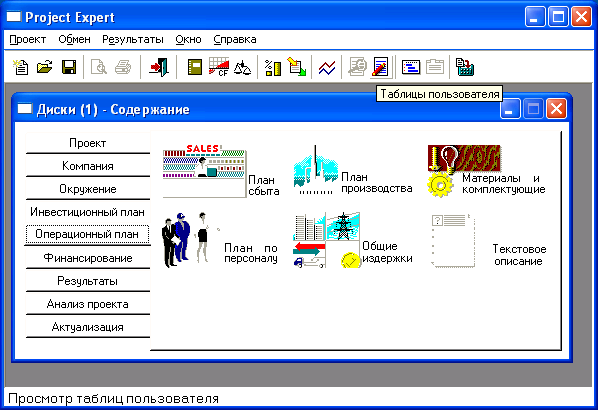 Project Expert
Проект Обмен Результаты Окно Справка
CF
%
Таблицы пользователя
Диски (1) - Содержание
Проект
Компания
Окружение
Инвестиционный план
Операционный план
Финансирование
Результаты
Анализ проекта
Актуализация
SALES!
План
сбыта
План
производства
Материалы и
комплектующие
План по
персоналу
Общие
издержки
?
Текстовое
описание
Просмотр таблиц пользователя